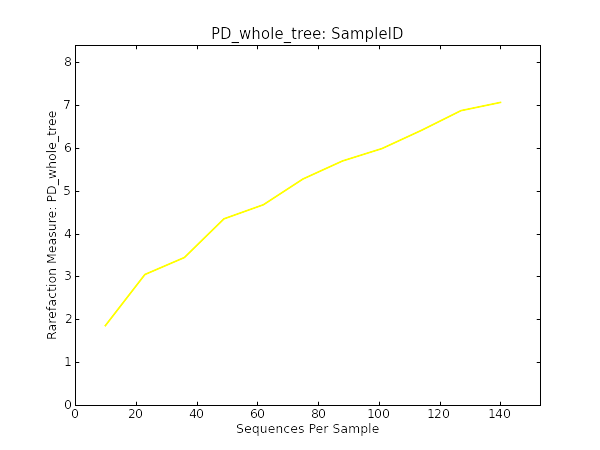 PD_whole_tree: SampleID
Rarefaction Measure: PD_whole_tree
8
7
6
5
4
3
2
1
0
0 20 40 60 80 100 120 140
Sequences Per Sample